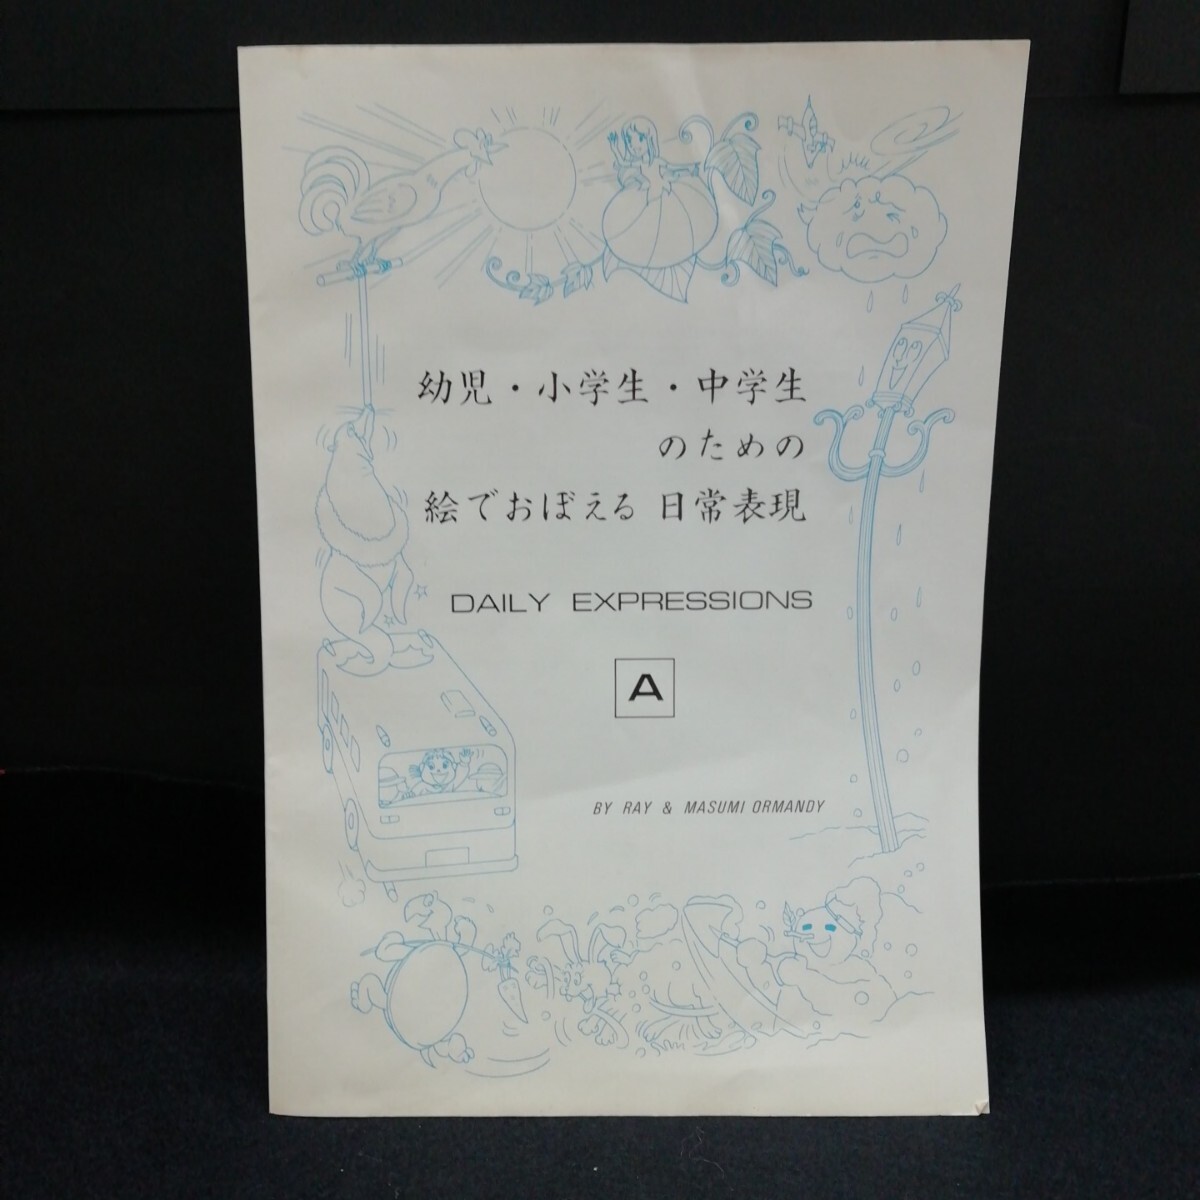 幼児・小学生・中学生
のための
絵でおぼえる 日常表現
DAILY EXPRESSIONS
A
BY RAY & MASUMI ORMANDY